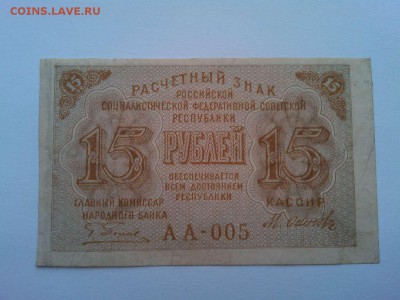 COINS.LAVE.RU
15 РАСЧЕТНЫЙ ЗНАК 15
РОССИЙСКОЙ
СОЦИАЛИСТИЧЕСКОЙ ФЕДЕРАТИВНОЙ СОВЕТСКОЙ
РЕСПУБЛИКИ
15 РУБЛЕЙ 15
ОБЕСПЕЧИВАЕТСЯ
ВСЕМ ДОСТОЯНИЕМ
РЕСПУБЛИКИ
ГЛАВНЫЙ КОМИССАР
НАРОДНОГО БАНКА
КАССИР
АА-005